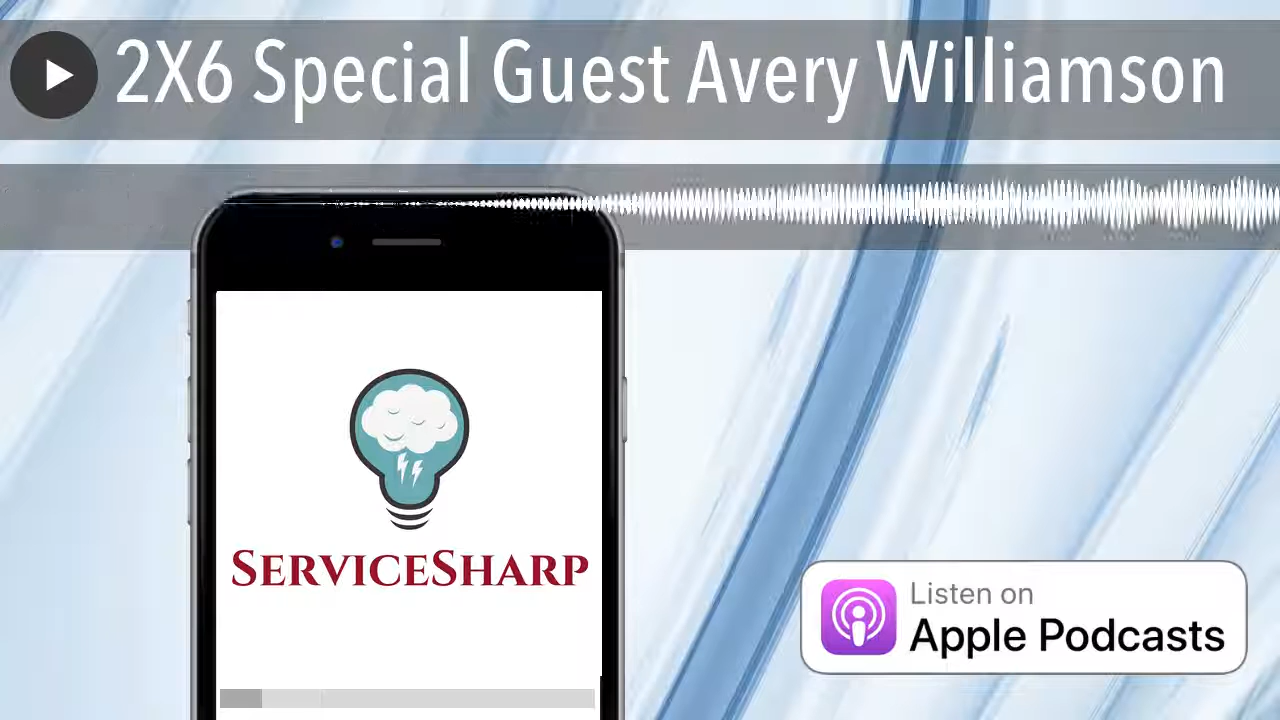 2X6 Special Guest Avery Williamson
SERVICESHARP
Listen on
Apple Podcasts